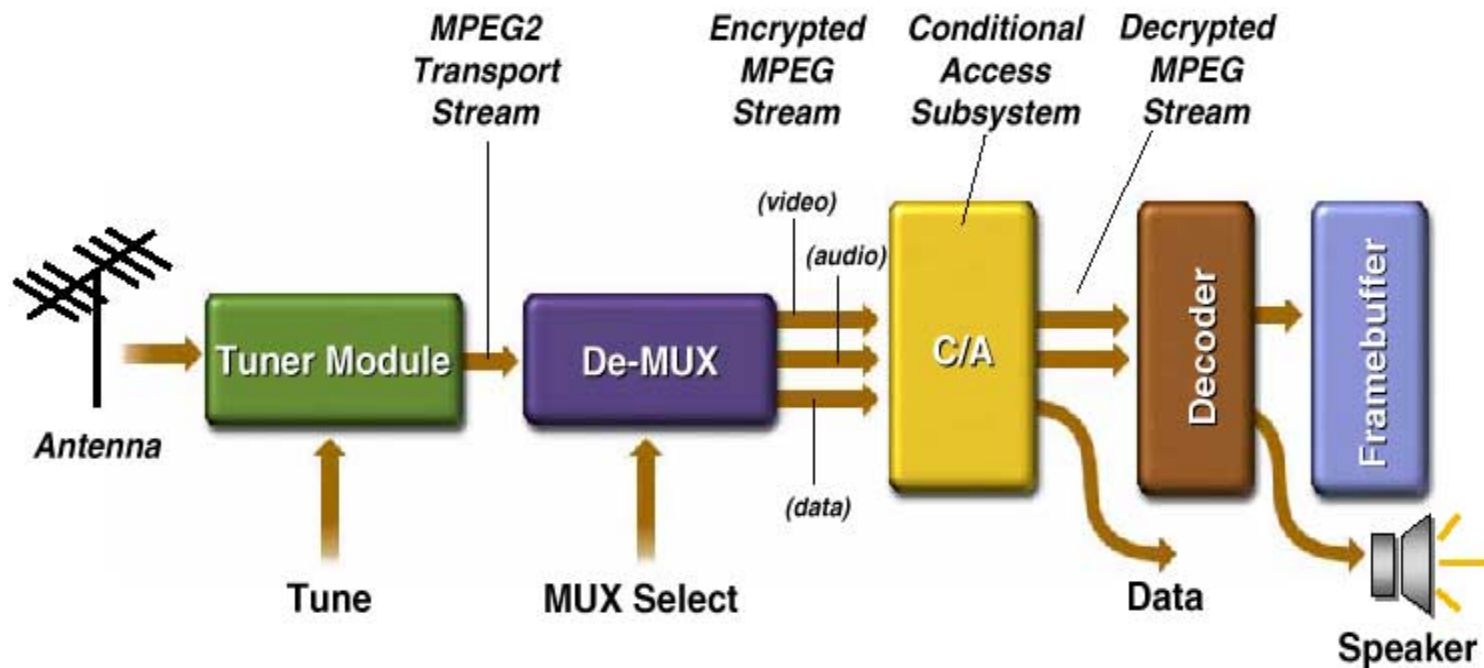 MPEG2
Transport
Stream
Encrypted
MPEG
Stream
Conditional
Access
Subsystem
Decrypted
MPEG
Stream
(video)
(audio)
(data)
Antenna
Tuner Module
De-MUX
C/A
Decoder
Framebuffer
Tune
MUX Select
Data
Speaker